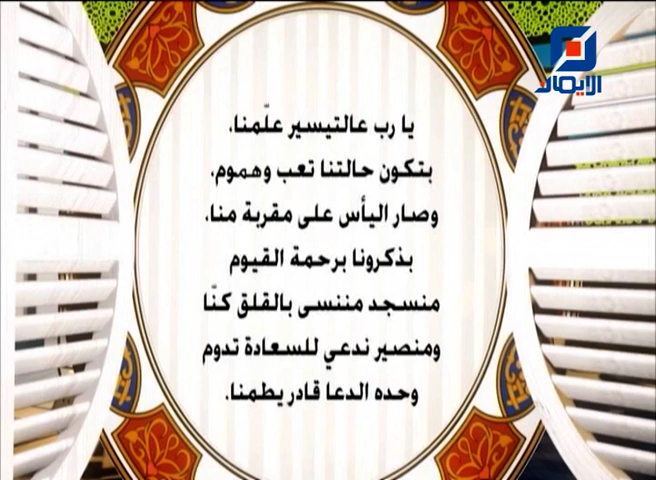 الإيمان
يا رب عالتيسير علّمنا،
بتكون حالتنا تعب وهموم،
وصار اليأس على مقربة منا،
بذكرونا برحمة القيوم
منسجد مننسى بالقلق كنّا
ومنصير ندعي للسعادة تدوم
وحده الدعا قادر يطمنا.